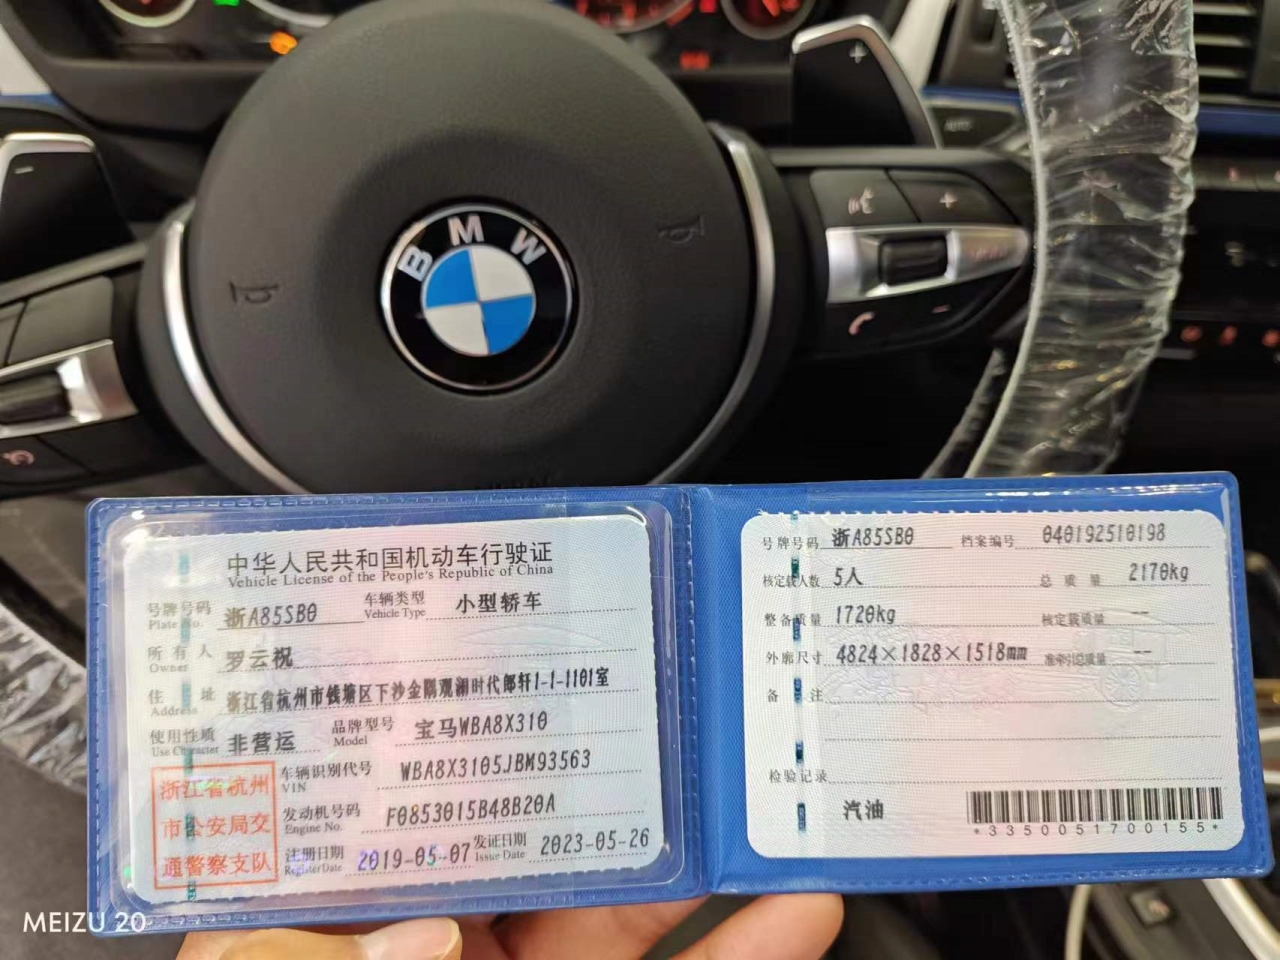 AUTO
BMW
中华人民共和国机动车行驶证
Vehicle License of the People's Republic of China
号牌号码 浙A85SB0 车辆类型 小型轿车
Plate No. Vehicle Type
所有人 罗云祝
Owner
住址 浙江省杭州市钱塘区下沙金隅观澜时代郎轩1-1-1101室
Address
使用性质 非营运 品牌型号 宝马WBA8X310
Use Character Model
浙江省杭州
市公安局交
通警察支队
车辆识别代号 WBA8X3105JBM93563
VIN
发动机号码 F0853015B48B20A
Engine No.
注册日期 2019-05-07 发证日期 2023-05-26
Register Date Issue Date
号牌号码 浙A85SB0 档案编号 040192510198
核定载人数 5人 总质量 2170kg
整备质量 1720kg 核定载质量 --
外廓尺寸 4824×1828×1518mm 准牵引总质量 --
备注
检验记录
汽油
*3350051700155*
MEIZU 20